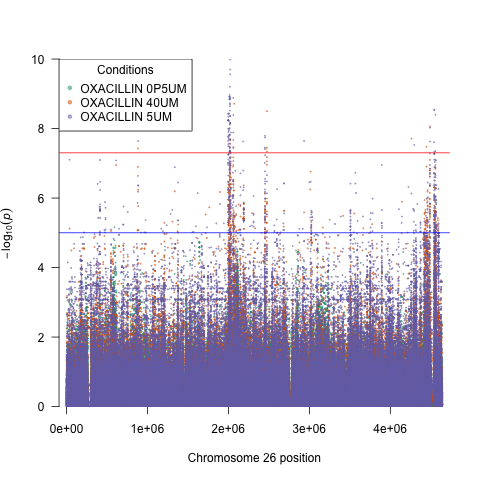 10
8
6
4
2
0
−log10(p)
Conditions
OXACILLIN 0P5UM
OXACILLIN 40UM
OXACILLIN 5UM
0e+00 1e+06 2e+06 3e+06 4e+06
Chromosome 26 position